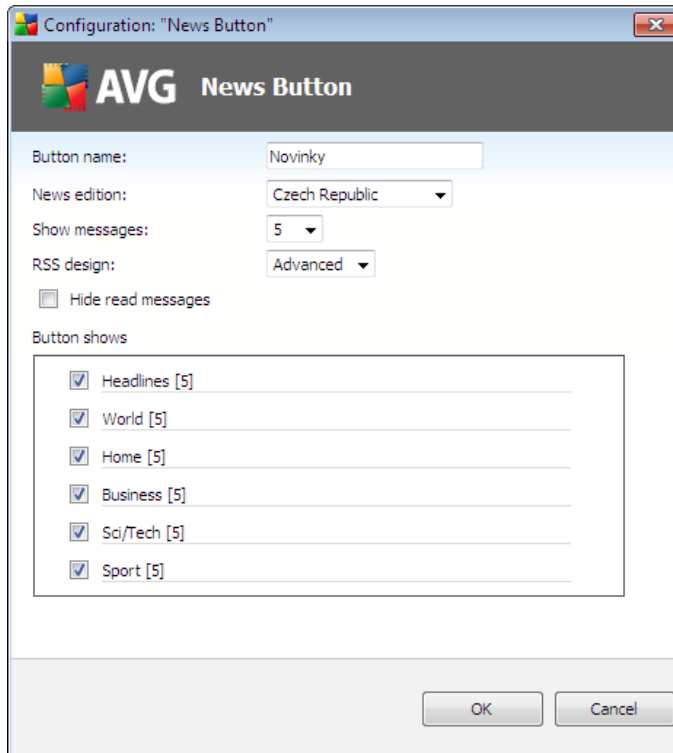 Configuration: "News Button"
AVG News Button
Button name: Novinky
News edition: Czech Republic
Show messages: 5
RSS design: Advanced
Hide read messages
Button shows
Headlines [5]
World [5]
Home [5]
Business [5]
Sci/Tech [5]
Sport [5]
OK Cancel